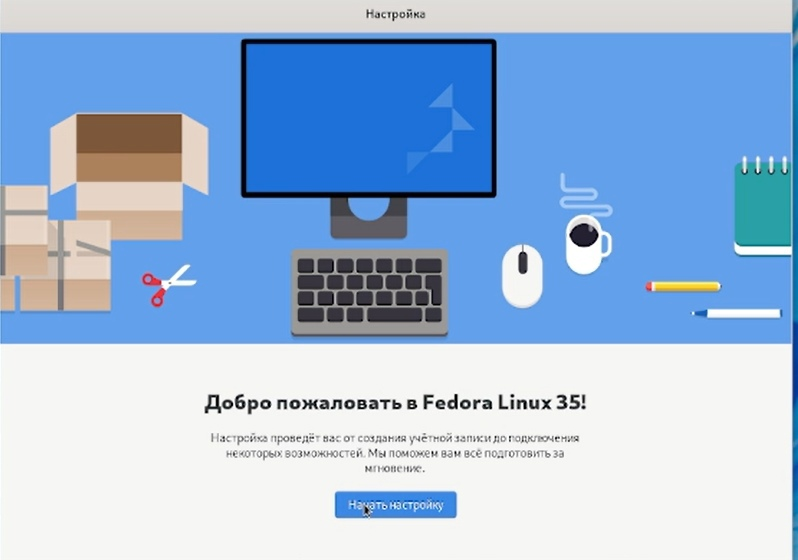 Настройка
Добро пожаловать в Fedora Linux 35!
Настройка проведёт вас от создания учётной записи до подключения
некоторых возможностей. Мы поможем вам всё подготовить за
мгновение.
Начать настройку